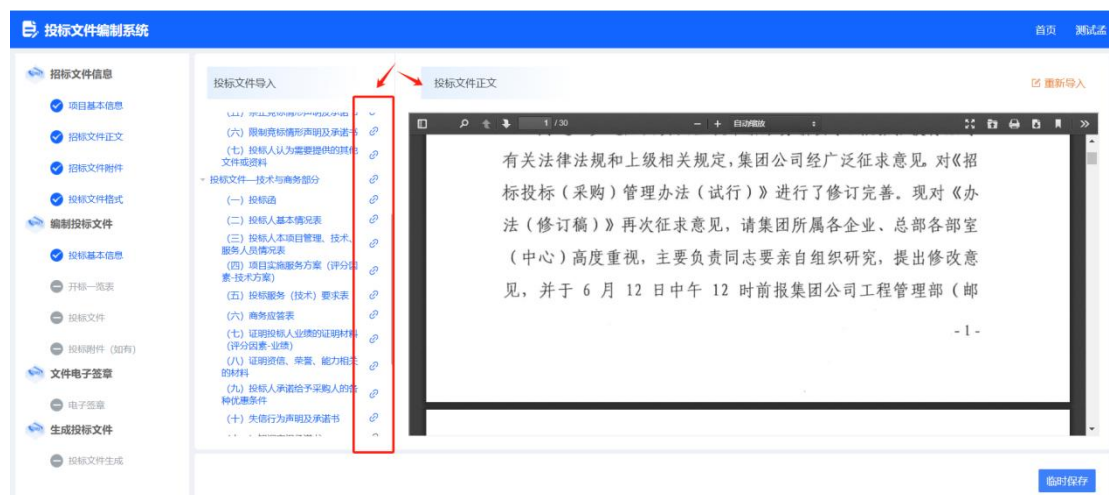 投标文件编制系统
首页 测试孟
招标文件信息
项目基本信息
招标文件正文
招标文件附件
投标文件格式
编制投标文件
投标基本信息
开标一览表
投标文件
投标附件（如有）
文件电子签章
电子签章
生成投标文件
投标文件生成
投标文件导入
（六）限制竞标情形声明及承诺书
（七）投标人认为需要提供的其他
文件或资料
投标文件—技术与商务部分
（一）投标函
（二）投标人基本情况表
（三）投标人本项目管理、技术、
服务人员情况表
（四）项目实施服务方案（评分因
素-技术方案）
（五）投标服务（技术）要求表
（六）商务应答表
（七）证明投标人业绩的证明材料
（评分因素-业绩）
（八）证明资信、荣誉、能力相关
的材料
（九）投标人承诺给予采购人的各
种优惠条件
（十）失信行为声明及承诺书
投标文件正文
重新导入
1 / 30
自动缩放
有关法律法规和上级相关规定，集团公司经广泛征求意见。对《招
标投标（采购）管理办法（试行）》进行了修订完善。现对《办
法（修订稿）》再次征求意见，请集团所属各企业、总部各部室
（中心）高度重视，主要负责同志要亲自组织研究，提出修改意
见，并于 6 月 12 日中午 12 时前报集团公司工程管理部（邮
- 1 -
临时保存